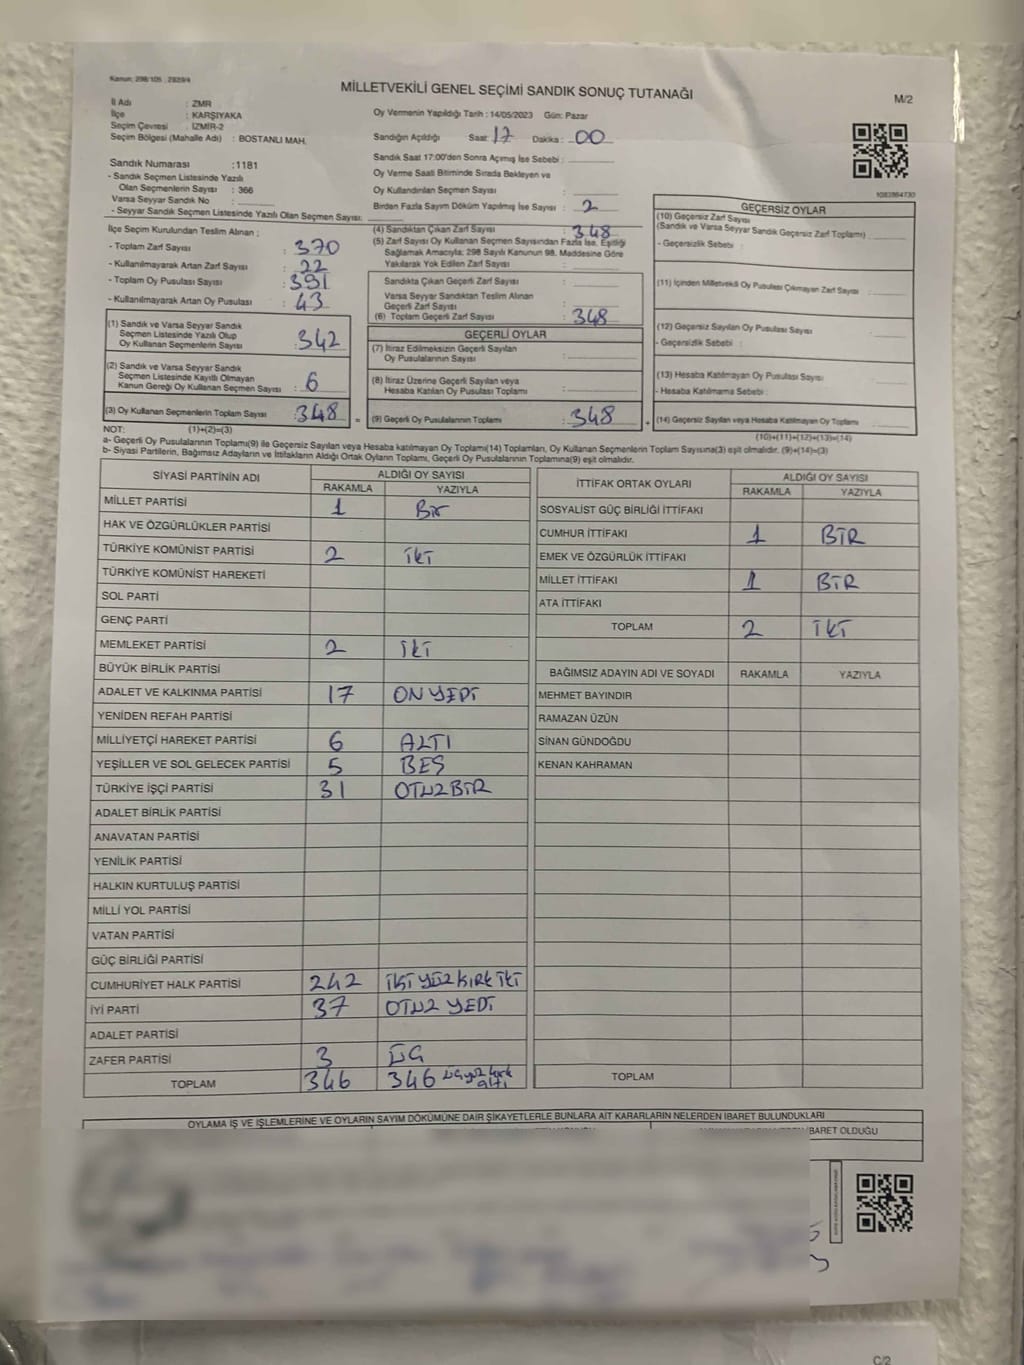 Kanun: 298/105 : 2839/4
MİLLETVEKİLİ GENEL SEÇİMİ SANDIK SONUÇ TUTANAĞI
M/2
İl Adı : ZMR
İlçe : KARŞIYAKA
Seçim Çevresi : İZMİR-2
Seçim Bölgesi (Mahalle Adı) : BOSTANLI MAH.
Oy Vermenin Yapıldığı Tarih : 14/05/2023 Gün: Pazar
Sandığın Açıldığı Saat: 17 Dakika : 00
Sandık Saat 17:00'den Sonra Açımış İse Sebebi :
Oy Verme Saati Bitiminde Sırada Bekleyen ve
Oy Kullandırılan Seçmen Sayısı :
Birden Fazla Sayım Döküm Yapılmış İse Sayısı : 2
Sandık Numarası :1181
- Sandık Seçmen Listesinde Yazılı
Olan Seçmenlerin Sayısı : 366
Varsa Seyyar Sandık No :
- Seyyar Sandık Seçmen Listesinde Yazılı Olan Seçmen Sayısı:
1082864730
İlçe Seçim Kurulundan Teslim Alınan ;
- Toplam Zarf Sayısı : 370
- Kullanılmayarak Artan Zarf Sayısı : 22
- Toplam Oy Pusulası Sayısı : 391
- Kullanılmayarak Artan Oy Pusulası : 43
(1) Sandık ve Varsa Seyyar Sandık
Seçmen Listesinde Yazılı Olup
Oy Kullanan Seçmenlerin Sayısı : 342
(2) Sandık ve Varsa Seyyar Sandık
Seçmen Listesinde Kayıtlı Olmayan
Kanun Gereği Oy Kullanan Seçmen Sayısı : 6
(3) Oy Kullanan Seçmenlerin Toplam Sayısı : 348 =
(4) Sandıktan Çıkan Zarf Sayısı : 348
(5) Zarf Sayısı Oy Kullanan Seçmen Sayısından Fazla İse, Eşitliği
Sağlamak Amacıyla; 298 Sayılı Kanunun 98. Maddesine Göre
Yakılarak Yok Edilen Zarf Sayısı :
Sandıkta Çıkan Geçerli Zarf Sayısı :
Varsa Seyyar Sandıktan Teslim Alınan
Geçerli Zarf Sayısı :
(6) Toplam Geçerli Zarf Sayısı : 348
GEÇERLİ OYLAR
(7) İtiraz Edilmeksizin Geçerli Sayılan
Oy Pusulalarının Sayısı :
(8) İtiraz Üzerine Geçerli Sayılan veya
Hesaba Katılan Oy Pusulası Toplamı :
(9) Geçerli Oy Pusulalarının Toplamı : 348 +
GEÇERSİZ OYLAR
(10) Geçersiz Zarf Sayısı
(Sandık ve Varsa Seyyar Sandık Geçersiz Zarf Toplamı) :
- Geçersizlik Sebebi :
(11) İçinden Milletvekili Oy Pusulası Çıkmayan Zarf Sayısı :
(12) Geçersiz Sayılan Oy Pusulası Sayısı :
- Geçersizlik Sebebi :
(13) Hesaba Katılmayan Oy Pusulası Sayısı :
- Hesaba Katılmama Sebebi :
(14) Geçersiz Sayılan veya Hesaba Katılmayan Oy Toplamı :
NOT: (1)+(2)=(3)
(10)+(11)+(12)+(13)=(14)
a- Geçerli Oy Pusulalarının Toplamı(9) ile Geçersiz Sayılan veya Hesaba katılmayan Oy Toplamı(14) Toplamları, Oy Kullanan Seçmenlerin Toplam Sayısına(3) eşit olmalıdır. (9)+(14)=(3)
b- Siyasi Partilerin, Bağımsız Adayların ve İttifakların Aldığı Ortak Oyların Toplamı, Geçerli Oy Pusulalarının Toplamına(9) eşit olmalıdır.
SİYASİ PARTİNİN ADI ALDIĞI OY SAYISI
RAKAMLA YAZIYLA
MİLLET PARTİSİ 1 Bir
HAK VE ÖZGÜRLÜKLER PARTİSİ
TÜRKİYE KOMÜNİST PARTİSİ 2 İKİ
TÜRKİYE KOMÜNİST HAREKETİ
SOL PARTİ
GENÇ PARTİ
MEMLEKET PARTİSİ 2 İKİ
BÜYÜK BİRLİK PARTİSİ
ADALET VE KALKINMA PARTİSİ 17 ON YEDİ
YENİDEN REFAH PARTİSİ
MİLLİYETÇİ HAREKET PARTİSİ 6 ALTI
YEŞİLLER VE SOL GELECEK PARTİSİ 5 BEŞ
TÜRKİYE İŞÇİ PARTİSİ 31 OTUZ BİR
ADALET BİRLİK PARTİSİ
ANAVATAN PARTİSİ
YENİLİK PARTİSİ
HALKIN KURTULUŞ PARTİSİ
MİLLİ YOL PARTİSİ
VATAN PARTİSİ
GÜÇ BİRLİĞİ PARTİSİ
CUMHURİYET HALK PARTİSİ 242 İKİ YÜZ KIRK İKİ
İYİ PARTİ 37 OTUZ YEDİ
ADALET PARTİSİ
ZAFER PARTİSİ 3 ÜÇ
TOPLAM 346 346 üçyüz kırk altı
İTTİFAK ORTAK OYLARI ALDIĞI OY SAYISI
RAKAMLA YAZIYLA
SOSYALİST GÜÇ BİRLİĞİ İTTİFAKI
CUMHUR İTTİFAKI 1 BİR
EMEK VE ÖZGÜRLÜK İTTİFAKI
MİLLET İTTİFAKI 1 BİR
ATA İTTİFAKI
TOPLAM 2 İKİ
BAĞIMSIZ ADAYIN ADI VE SOYADI RAKAMLA YAZIYLA
MEHMET BAYINDIR
RAMAZAN ÜZÜN
SİNAN GÜNDOĞDU
KENAN KAHRAMAN
TOPLAM
OYLAMA İŞ VE İŞLEMLERİNE VE OYLARIN SAYIM DÖKÜMÜNE DAİR ŞİKAYETLERLE BUNLARA AİT KARARLARIN NELERDEN İBARET BULUNDUKLARI
İBARET OLDUĞU
C/2